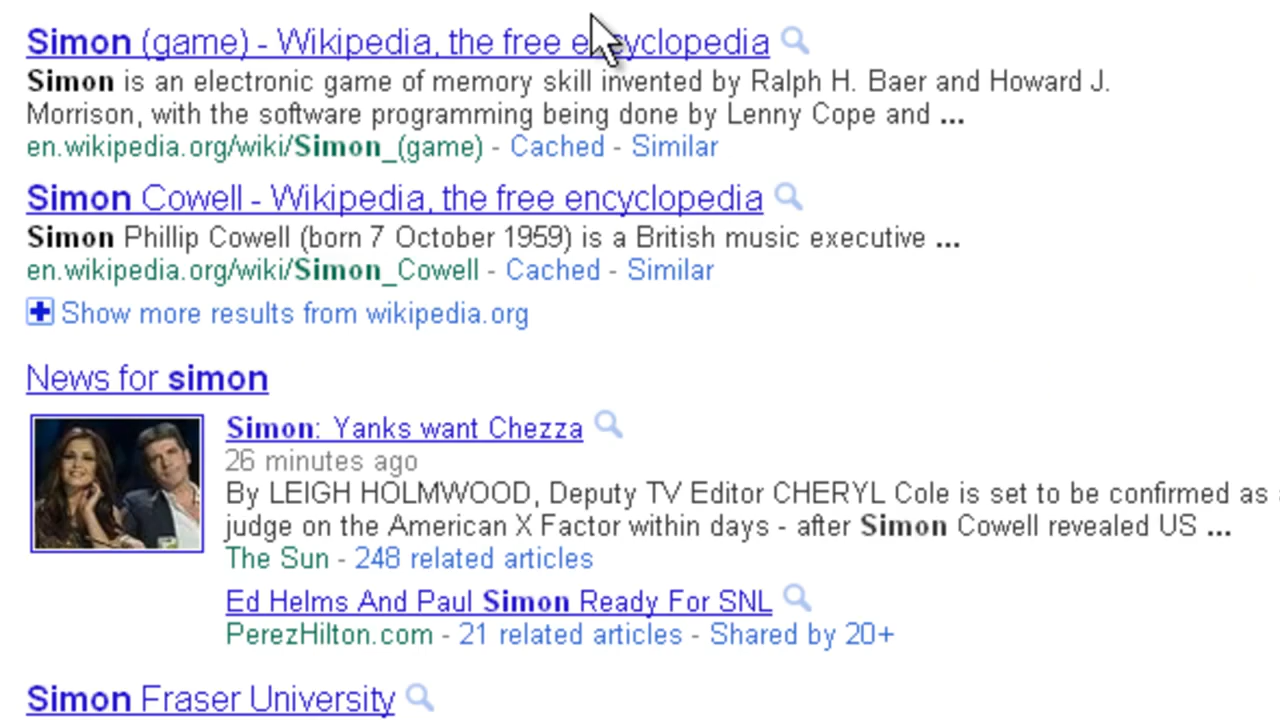 Simon (game) - Wikipedia, the free encyclopedia
Simon is an electronic game of memory skill invented by Ralph H. Baer and Howard J.
Morrison, with the software programming being done by Lenny Cope and ...
en.wikipedia.org/wiki/Simon_(game) - Cached - Similar
Simon Cowell - Wikipedia, the free encyclopedia
Simon Phillip Cowell (born 7 October 1959) is a British music executive ...
en.wikipedia.org/wiki/Simon_Cowell - Cached - Similar
Show more results from wikipedia.org
News for simon
Simon: Yanks want Chezza
26 minutes ago
By LEIGH HOLMWOOD, Deputy TV Editor CHERYL Cole is set to be confirmed as
judge on the American X Factor within days - after Simon Cowell revealed US ...
The Sun - 248 related articles
Ed Helms And Paul Simon Ready For SNL
PerezHilton.com - 21 related articles - Shared by 20+
Simon Fraser University